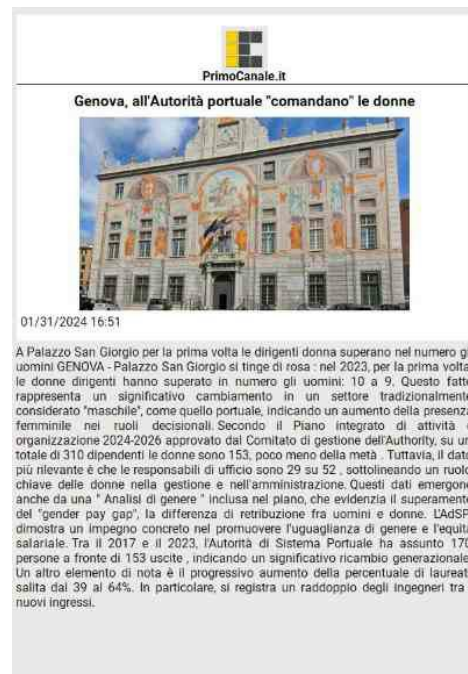 PrimoCanale.it
Genova, all'Autorità portuale "comandano" le donne
01/31/2024 16:51
A Palazzo San Giorgio per la prima volta le dirigenti donna superano nel numero gl
uomini GENOVA - Palazzo San Giorgio si tinge di rosa : nel 2023, per la prima volta
le donne dirigenti hanno superato in numero gli uomini: 10 a 9. Questo fatto
rappresenta un significativo cambiamento in un settore tradizionalmente
considerato "maschile", come quello portuale, indicando un aumento della presenza
femminile nei ruoli decisionali. Secondo il Piano integrato di attività e
organizzazione 2024-2026 approvato dal Comitato di gestione dell'Authority, su un
totale di 310 dipendenti le donne sono 153, poco meno della metà . Tuttavia, il dato
più rilevante è che le responsabili di ufficio sono 29 su 52 , sottolineando un ruolo
chiave delle donne nella gestione e nell'amministrazione. Questi dati emergono
anche da una " Analisi di genere " inclusa nel piano, che evidenzia il superamento
del "gender pay gap", la differenza di retribuzione fra uomini e donne. L'AdSP
dimostra un impegno concreto nel promuovere l'uguaglianza di genere e l'equità
salariale. Tra il 2017 e il 2023, l'Autorità di Sistema Portuale ha assunto 170
persone a fronte di 153 uscite , indicando un significativo ricambio generazionale
Un altro elemento di nota è il progressivo aumento della percentuale di laureat
salita dal 39 al 64%. In particolare, si registra un raddoppio degli ingegneri tra
nuovi ingressi.